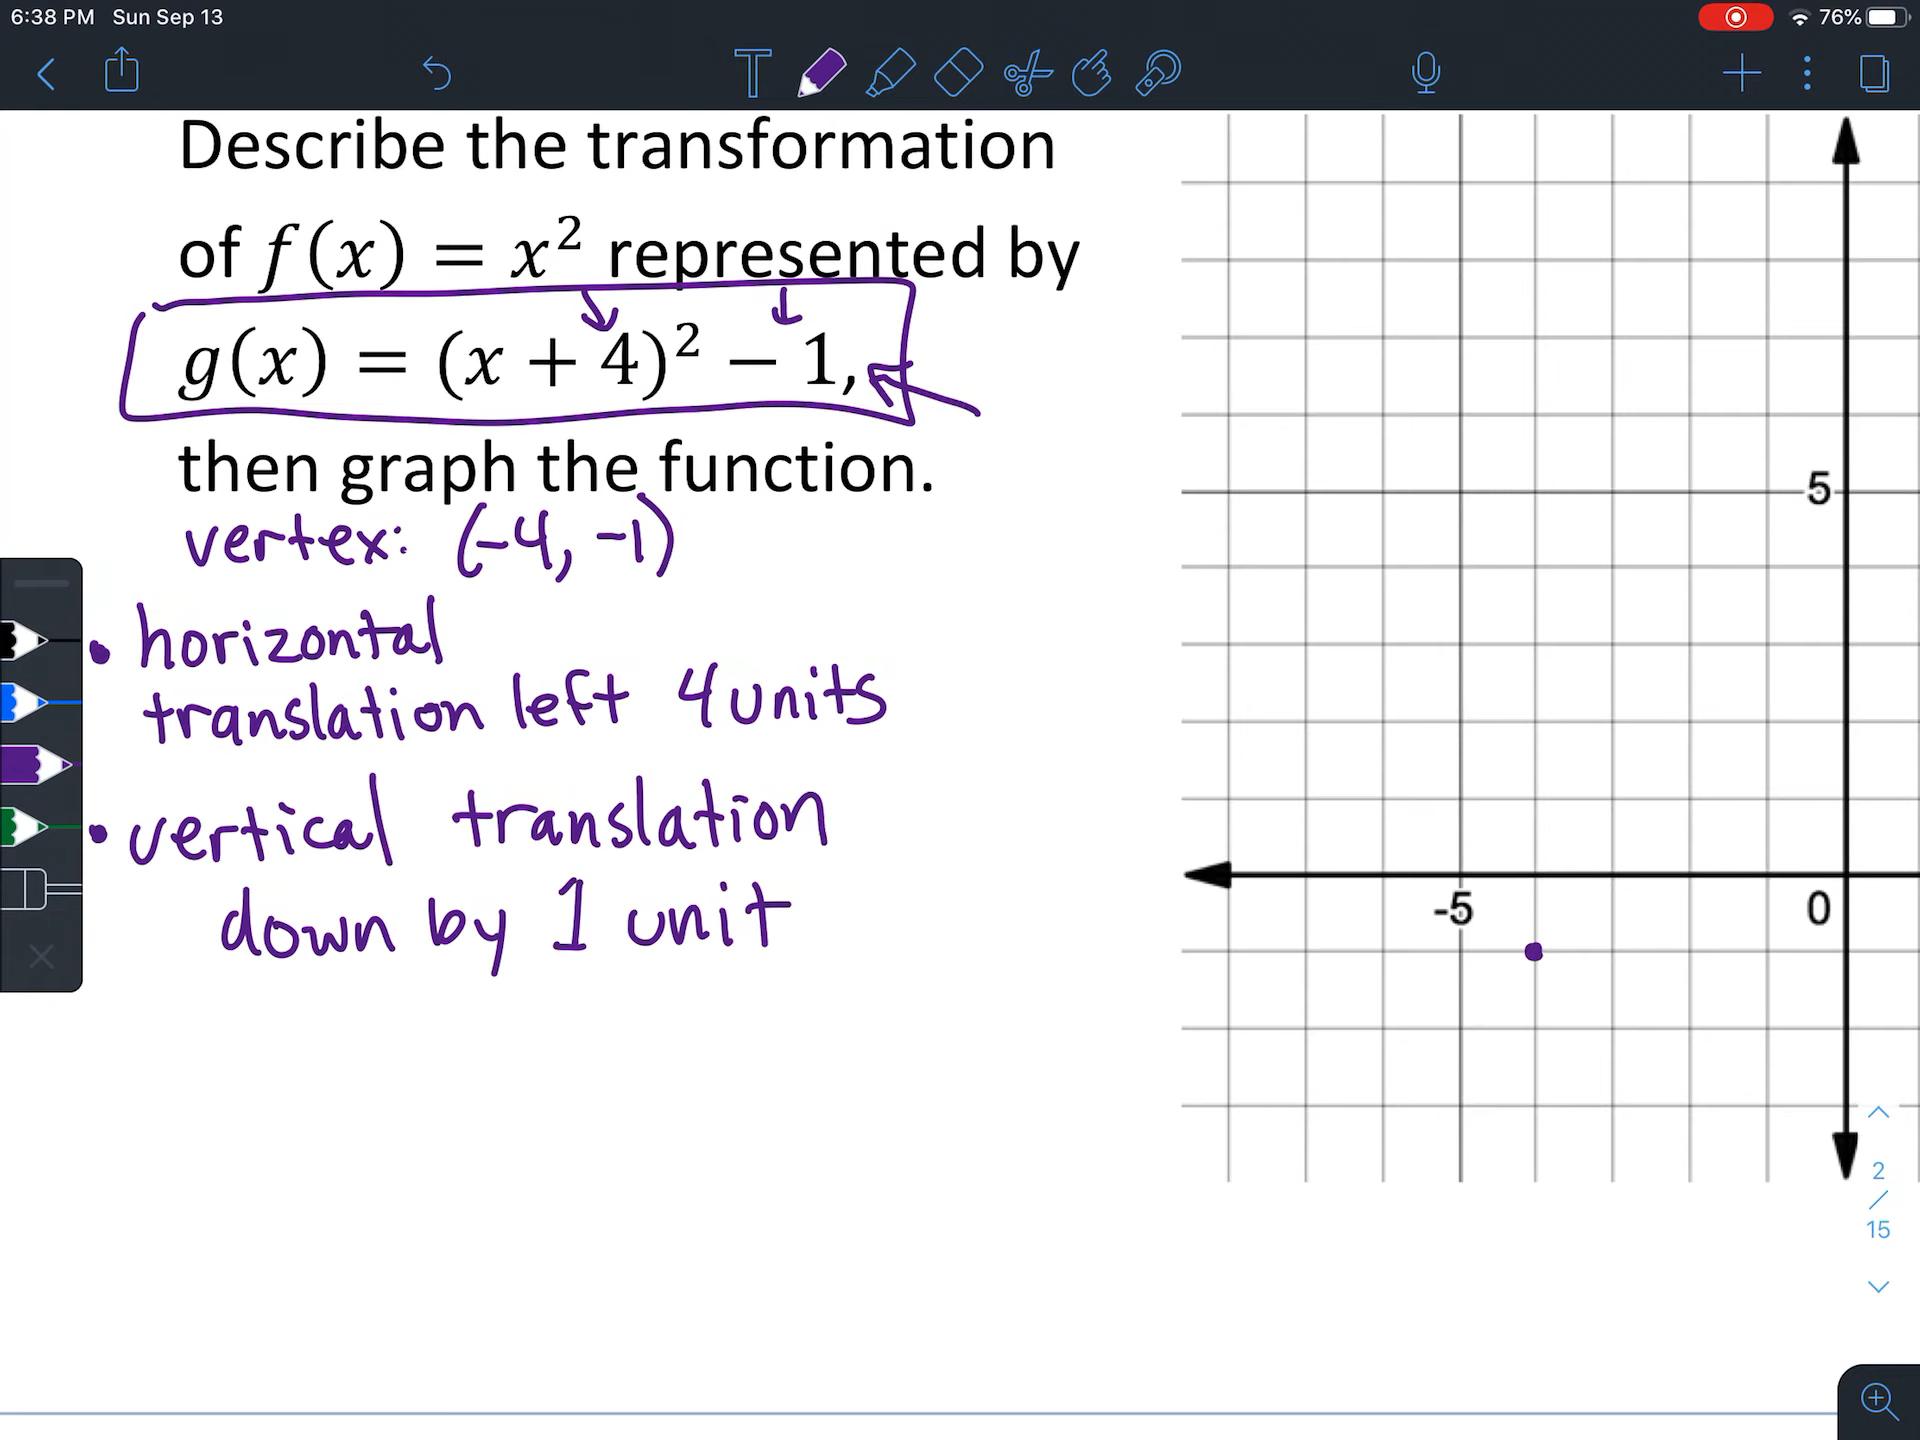 6:38 PM Sun Sep 13
76%
T
Describe the transformation
of f(x) = x² represented by
g(x) = (x + 4)² − 1,
then graph the function.
vertex: (-4, -1)
• horizontal
translation left 4 units
• vertical translation
down by 1 unit
5
-5
0
2
/
15